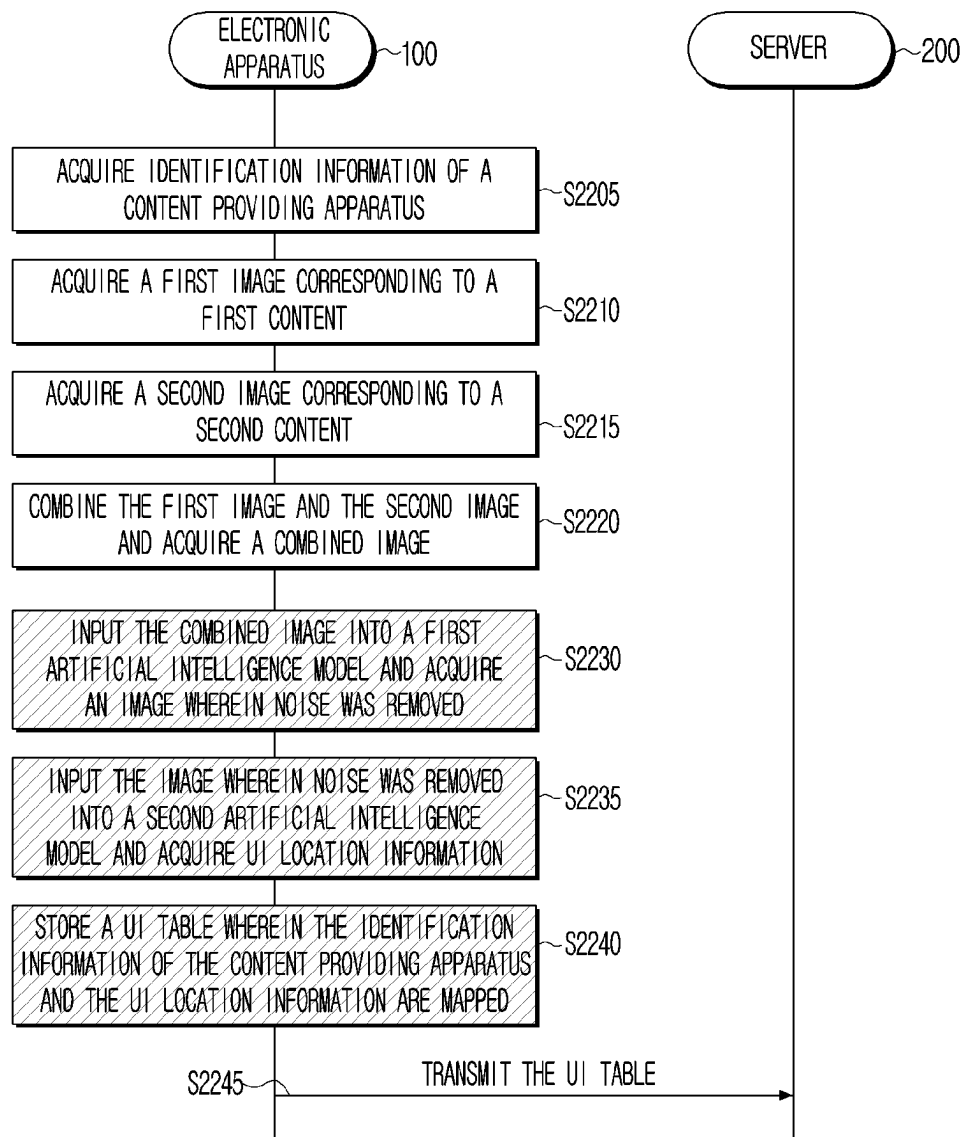 ELECTRONIC
APPARATUS
100
SERVER
200
ACQUIRE IDENTIFICATION INFORMATION OF A
CONTENT PROVIDING APPARATUS
S2205
ACQUIRE A FIRST IMAGE CORRESPONDING TO A
FIRST CONTENT
S2210
ACQUIRE A SECOND IMAGE CORRESPONDING TO A
SECOND CONTENT
S2215
COMBINE THE FIRST IMAGE AND THE SECOND IMAGE
AND ACQUIRE A COMBINED IMAGE
S2220
INPUT THE COMBINED IMAGE INTO A FIRST
ARTIFICIAL INTELLIGENCE MODEL AND ACQUIRE
AN IMAGE WHEREIN NOISE WAS REMOVED
S2230
INPUT THE IMAGE WHEREIN NOISE WAS REMOVED
INTO A SECOND ARTIFICIAL INTELLIGENCE
MODEL AND ACQUIRE UI LOCATION INFORMATION
S2235
STORE A UI TABLE WHEREIN THE IDENTIFICATION
INFORMATION OF THE CONTENT PROVIDING APPARATUS
AND THE UI LOCATION INFORMATION ARE MAPPED
S2240
S2245
TRANSMIT THE UI TABLE